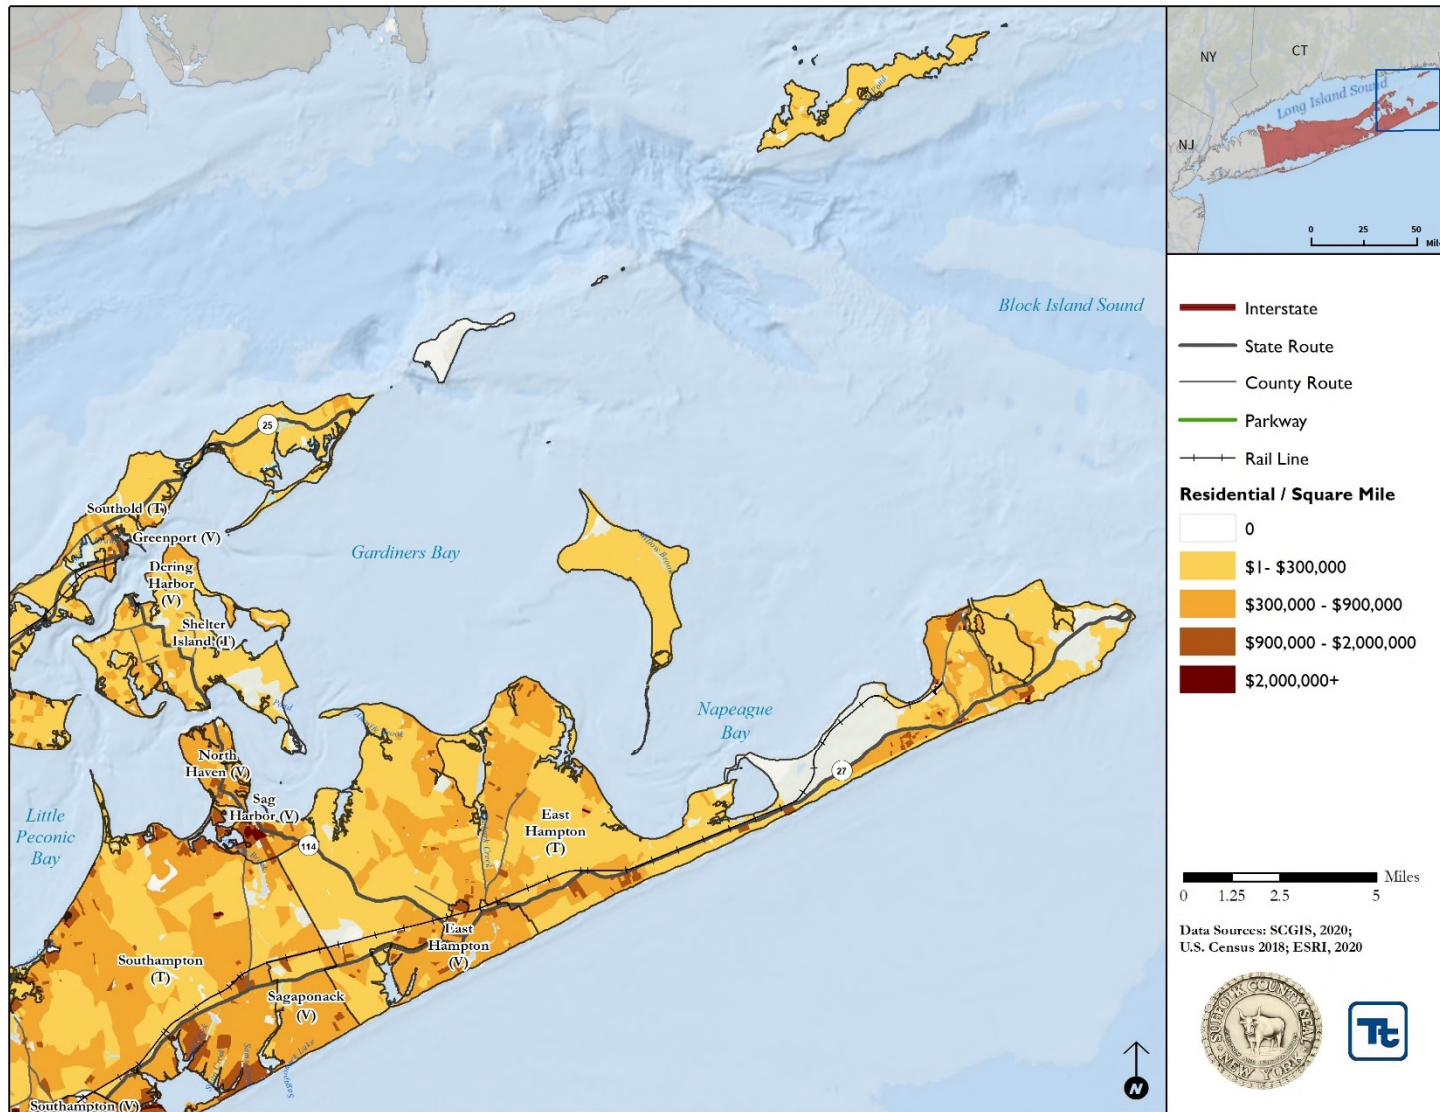 NY
CT
Long Island Sound
NJ
0 25 50
Mil
Block Island Sound
Interstate
State Route
County Route
Parkway
Rail Line
Residential / Square Mile
0
$1- $300,000
$300,000 - $900,000
$900,000 - $2,000,000
$2,000,000+
25
Southold (T)
Greenport (V)
Gardiners Bay
Dering
Harbor
(V)
Shelter
Island (T)
Pond
Napeague
Bay
27
North
Haven (V)
Sag
Harbor (V)
Little
Peconic
Bay
114
East
Hampton
(T)
East
Hampton
(V)
Southampton
(T)
Sagaponack
(V)
Southampton (V)
N
Miles
0 1.25 2.5 5
Data Sources: SCGIS, 2020;
U.S. Census 2018; ESRI, 2020
SUFFOLK COUNTY SEAL
NEW YORK
Tt